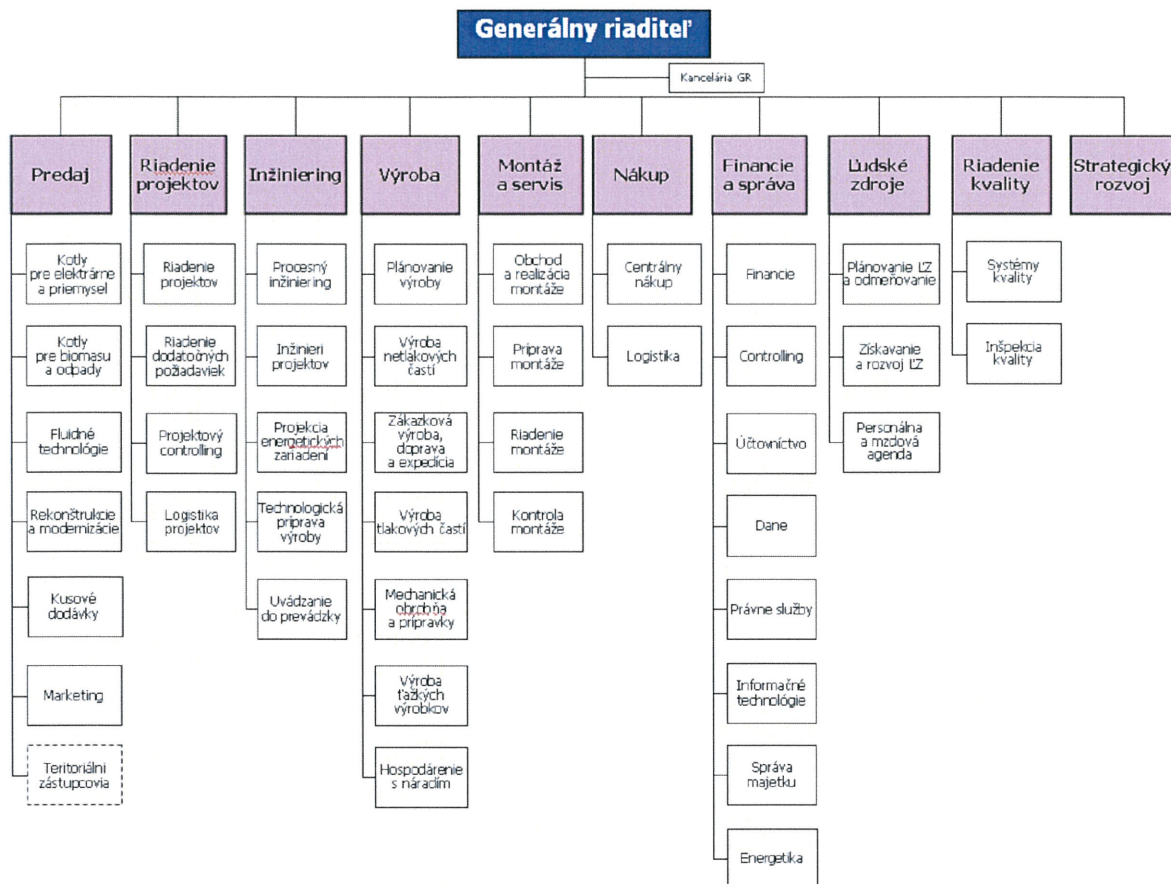 Generálny riaditeľ
Kancelária GR
Predaj
Riadenie
projektov
Inžiniering
Výroba
Montáž
a servis
Nákup
Financie
a správa
Ľudské
zdroje
Riadenie
kvality
Strategický
rozvoj
Kotly
pre elektrárne
a priemysel
Kotly
pre biomasu
a odpady
Fluidné
technológie
Rekonštrukcie
a modernizácie
Kusové
dodávky
Marketing
Teritoriálni
zástupcovia
Riadenie
projektov
Riadenie
dodatočných
požiadaviek
Projektový
controlling
Logistika
projektov
Procesný
inžiniering
Inžinieri
projektov
Projekcia
energetických
zariadení
Technologická
príprava
výroby
Uvádzanie
do prevádzky
Plánovanie
výroby
Výroba
netlakových
častí
Zákazková
výroba,
doprava
a expedícia
Výroba
tlakových častí
Mechanická
obrobňa
a prípravky
Výroba
ťažkých
výrobkov
Hospodárenie
s náradím
Obchod
a realizácia
montáže
Príprava
montáže
Riadenie
montáže
Kontrola
montáže
Centrálny
nákup
Logistika
Financie
Controlling
Účtovníctvo
Dane
Právne služby
Informačné
technológie
Správa
majetku
Energetika
Plánovanie ĽZ
a odmeňovanie
Získavanie
a rozvoj ĽZ
Personálna
a mzdová
agenda
Systémy
kvality
Inšpekcia
kvality